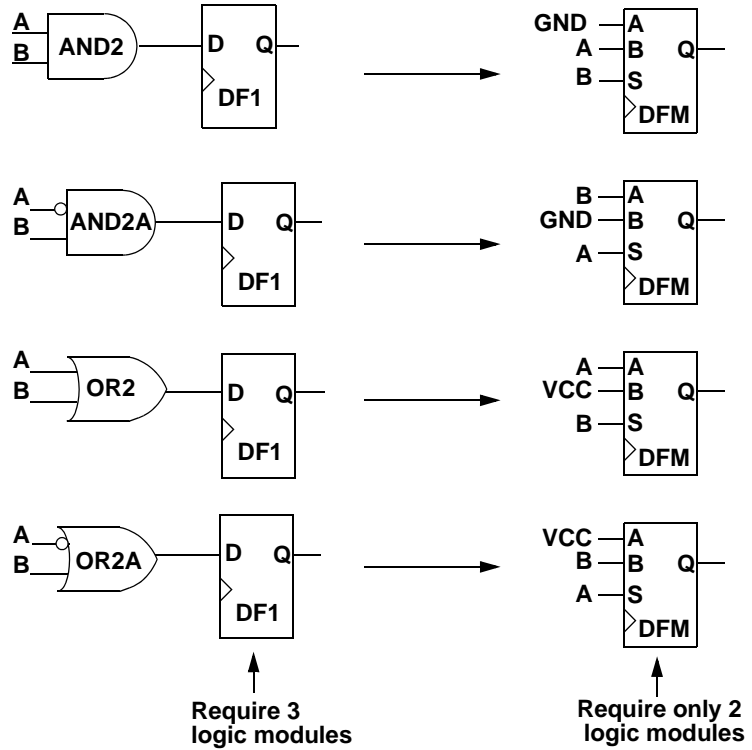 A
B
AND2
D Q
DF1
GND A
A B Q
B S
DFM
A
B
AND2A
D Q
DF1
B A
GND B Q
A S
DFM
A
B
OR2
D Q
DF1
A A
VCC B Q
B S
DFM
A
B
OR2A
D Q
DF1
VCC A
B B Q
A S
DFM
Require 3
logic modules
Require only 2
logic modules